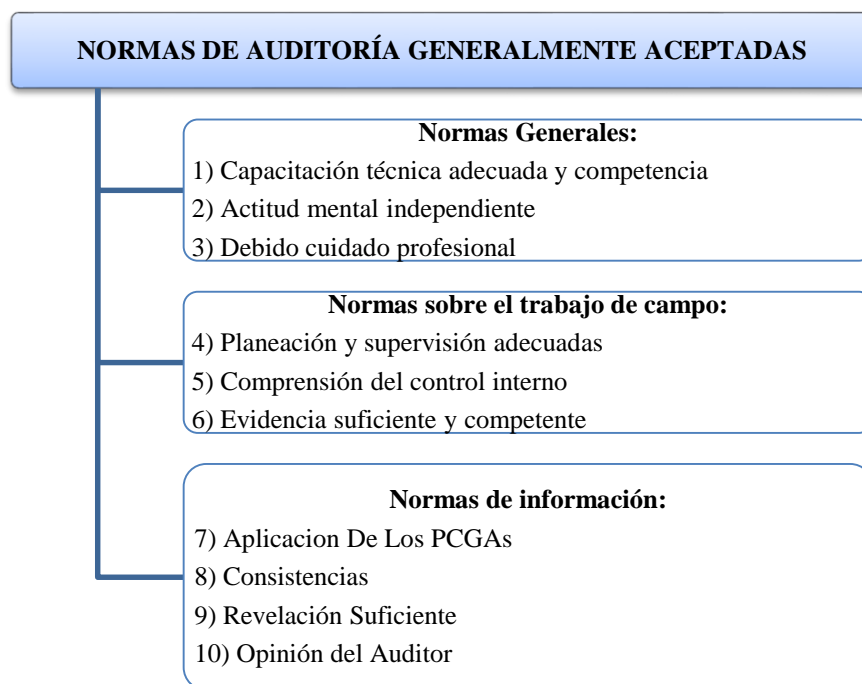 NORMAS DE AUDITORÍA GENERALMENTE ACEPTADAS
Normas Generales:
1) Capacitación técnica adecuada y competencia
2) Actitud mental independiente
3) Debido cuidado profesional
Normas sobre el trabajo de campo:
4) Planeación y supervisión adecuadas
5) Comprensión del control interno
6) Evidencia suficiente y competente
Normas de información:
7) Aplicacion De Los PCGAs
8) Consistencias
9) Revelación Suficiente
10) Opinión del Auditor